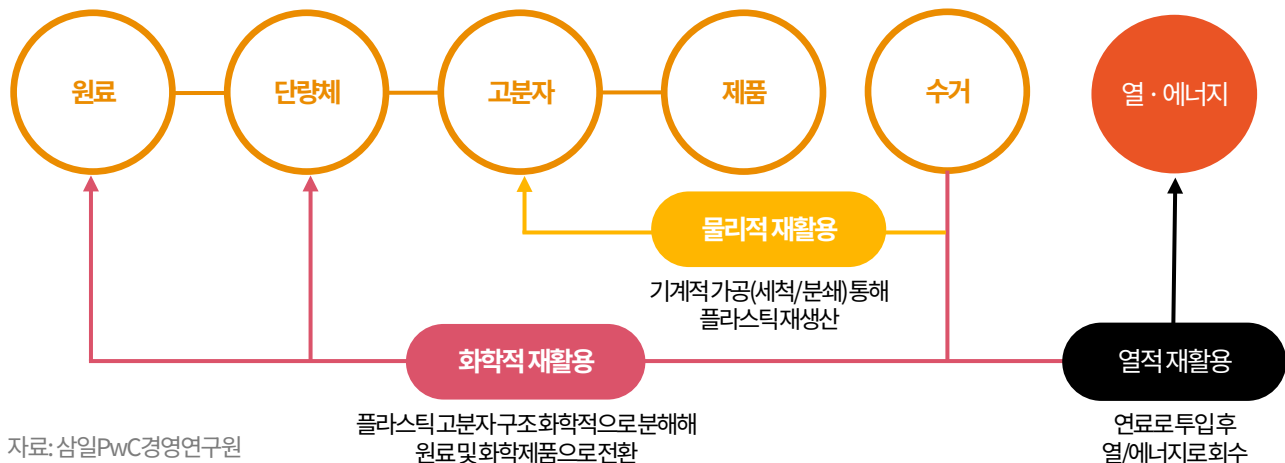 원료
단량체
고분자
제품
수거
열·에너지
물리적 재활용
기계적 가공(세척/분쇄) 통해
플라스틱 재생산
화학적 재활용
열적 재활용
플라스틱 고분자 구조 화학적으로 분해해
원료 및 화학제품으로 전환
연료로 투입 후
열/에너지로 회수
자료: 삼일PwC경영연구원